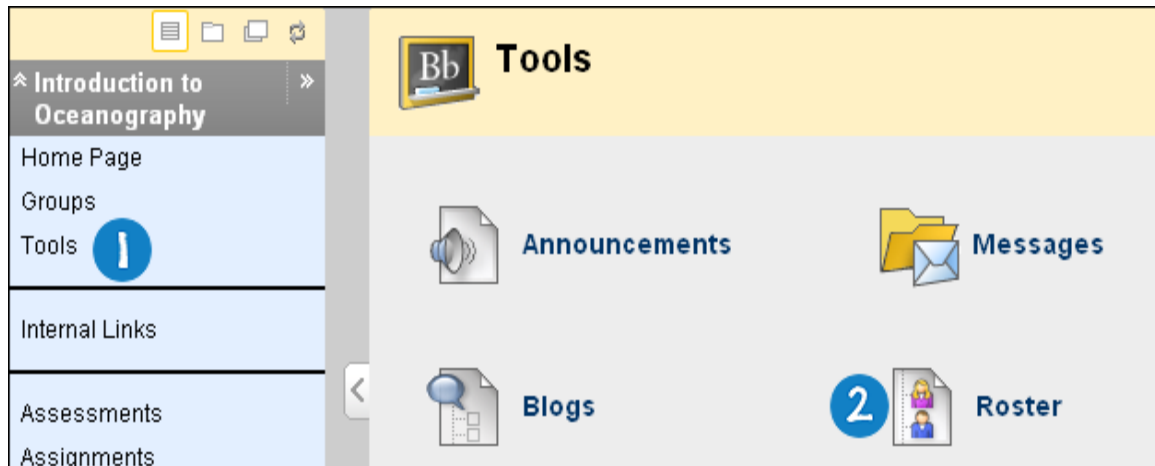 Introduction to
Oceanography
Home Page
Groups
Tools 1
Internal Links
Assessments
Assignments
Bb Tools
Announcements
Messages
Blogs
2 Roster